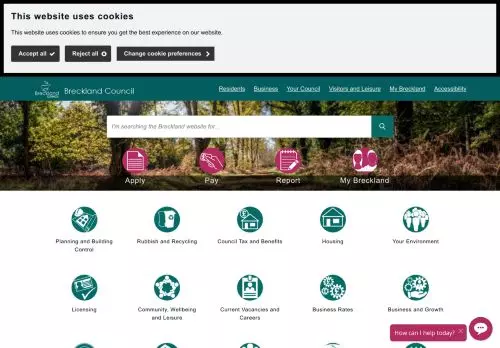 This website uses cookies
This website uses cookies to ensure you get the best experience on our website.
Accept all
Reject all
Change cookie preferences
Breckland
Breckland Council
Residents
Business
Your Council
Visitors and Leisure
My Breckland
Accessibility
I'm searching the Breckland website for...
Apply
Pay
Report
My Breckland
Planning and Building
Control
Rubbish and Recycling
Council Tax and Benefits
Housing
Your Environment
Licensing
Community, Wellbeing
and Leisure
Current Vacancies and
Careers
Business Rates
Business and Growth
How can I help today?